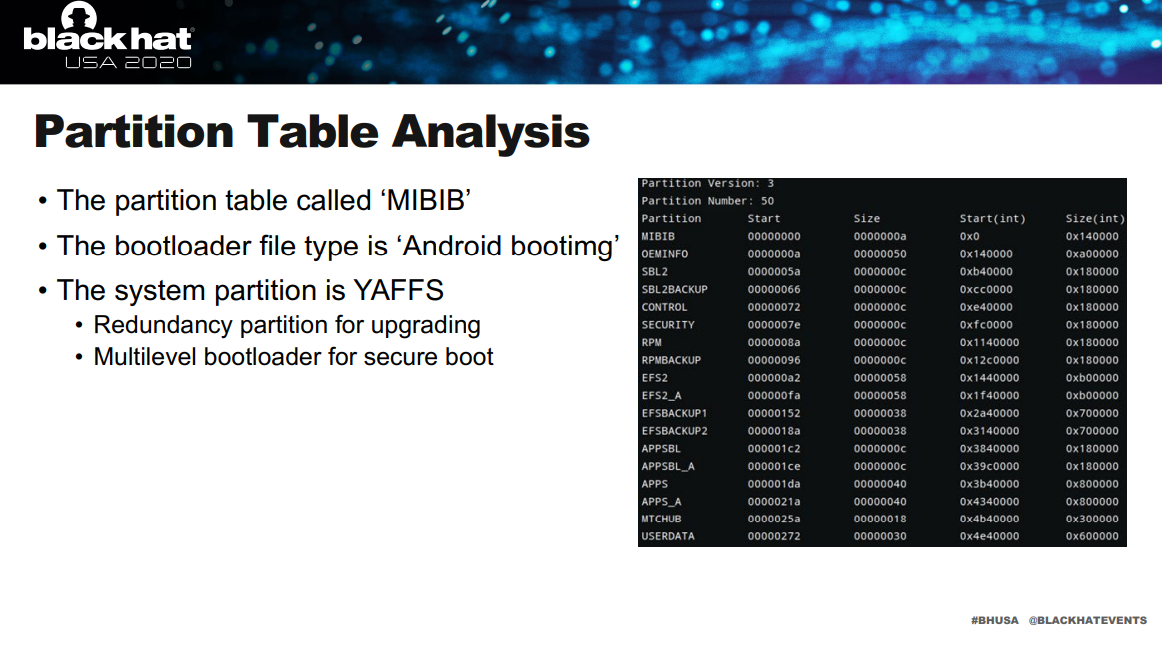 black hat
USA 2020
Partition Table Analysis
• The partition table called ‘MIBIB’
• The bootloader file type is ‘Android bootimg’
• The system partition is YAFFS
• Redundancy partition for upgrading
• Multilevel bootloader for secure boot
Partition Version: 3
Partition Number: 50
Partition Start Size Start(int) Size(int)
MIBIB 00000000 0000000a 0x0 0x140000
OEMINFO 0000000a 00000050 0x140000 0xa00000
SBL2 0000005a 0000000c 0xb40000 0x180000
SBL2BACKUP 00000066 0000000c 0xcc0000 0x180000
CONTROL 00000072 0000000c 0xe40000 0x180000
SECURITY 0000007e 0000000c 0xfc0000 0x180000
RPM 0000008a 0000000c 0x1140000 0x180000
RPMBACKUP 00000096 0000000c 0x12c0000 0x180000
EFS2 000000a2 00000058 0x1440000 0xb00000
EFS2_A 000000fa 00000058 0x1f40000 0xb00000
EFSBACKUP1 00000152 00000038 0x2a40000 0x700000
EFSBACKUP2 0000018a 00000038 0x3140000 0x700000
APPSBL 000001c2 0000000c 0x3840000 0x180000
APPSBL_A 000001ce 0000000c 0x39c0000 0x180000
APPS 000001da 00000040 0x3b40000 0x800000
APPS_A 0000021a 00000040 0x4340000 0x800000
MTCHUB 0000025a 00000018 0x4b40000 0x300000
USERDATA 00000272 00000030 0x4e40000 0x600000
#BHUSA @BLACKHATEVENTS